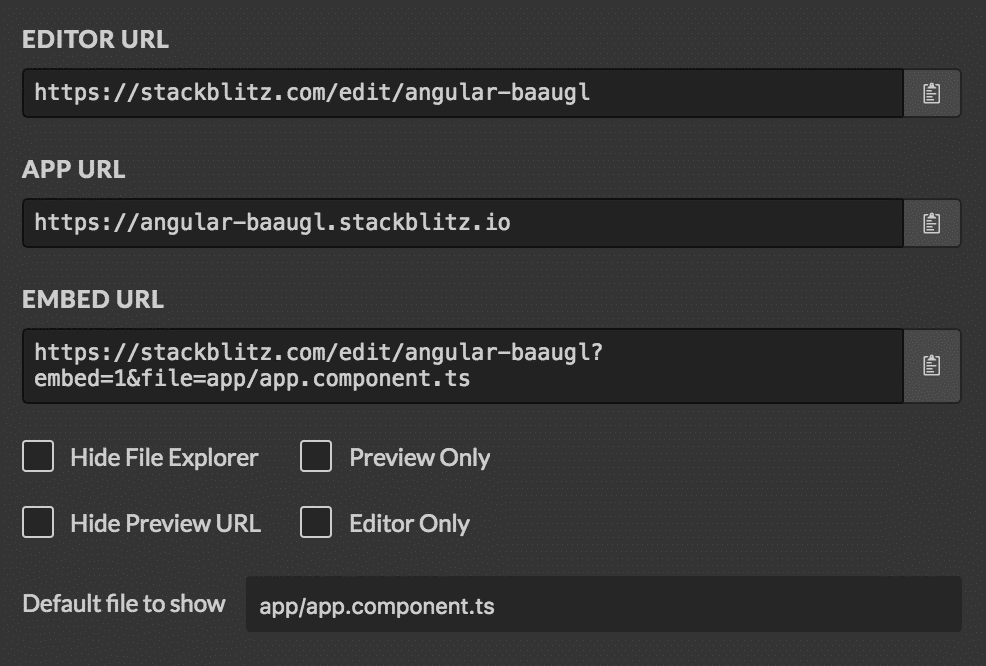 EDITOR URL
https://stackblitz.com/edit/angular-baaugl
APP URL
https://angular-baaugl.stackblitz.io
EMBED URL
https://stackblitz.com/edit/angular-baaugl?
embed=1&file=app/app.component.ts
Hide File Explorer Preview Only
Hide Preview URL Editor Only
Default file to show app/app.component.ts